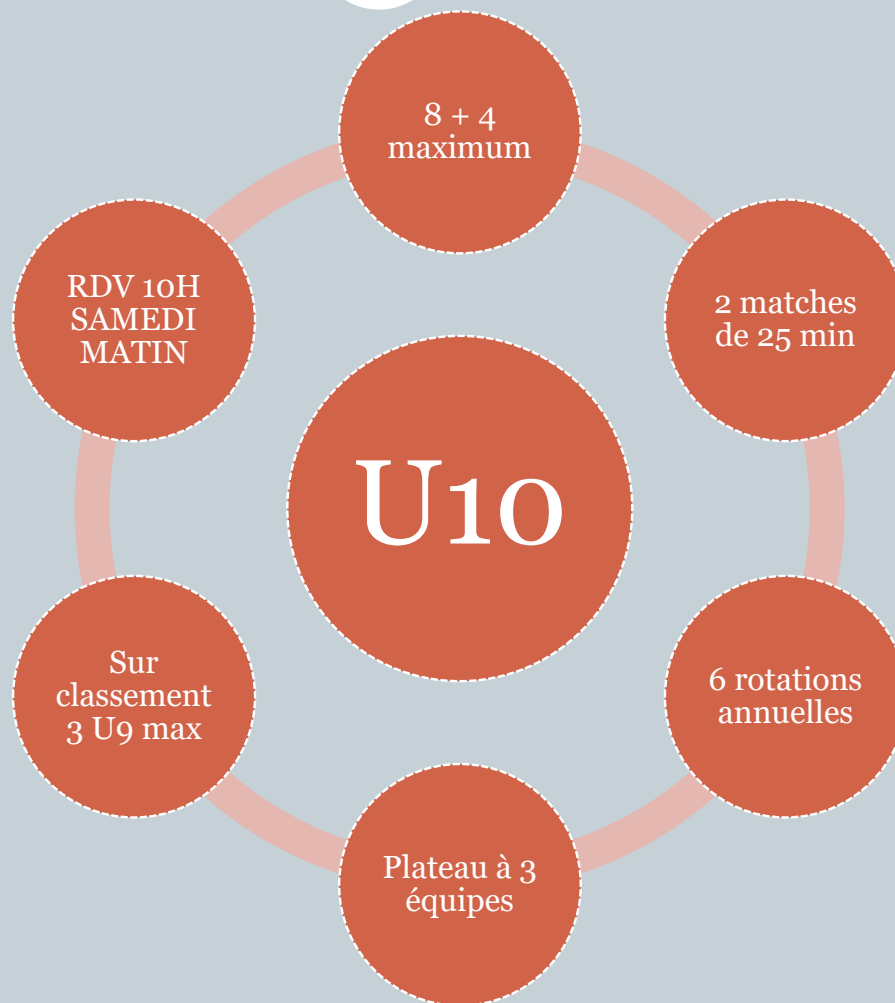 8 + 4
maximum
RDV 10H
SAMEDI
MATIN
2 matches
de 25 min
U10
Sur
classement
3 U9 max
6 rotations
annuelles
Plateau à 3
équipes